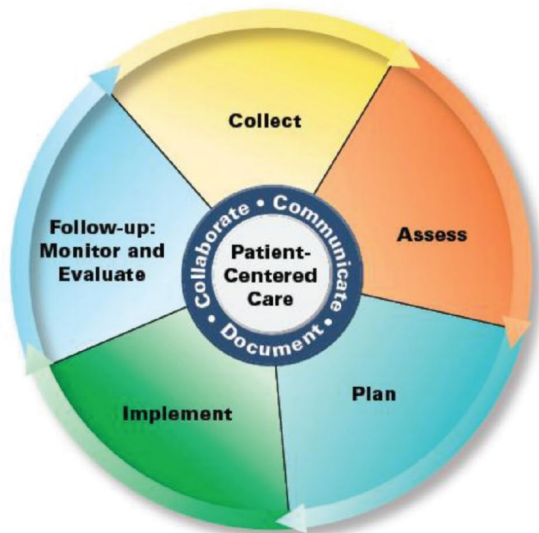 Collect
Assess
Plan
Implement
Follow-up:
Monitor and
Evaluate
Collaborate • Communicate • Document •
Patient-
Centered
Care